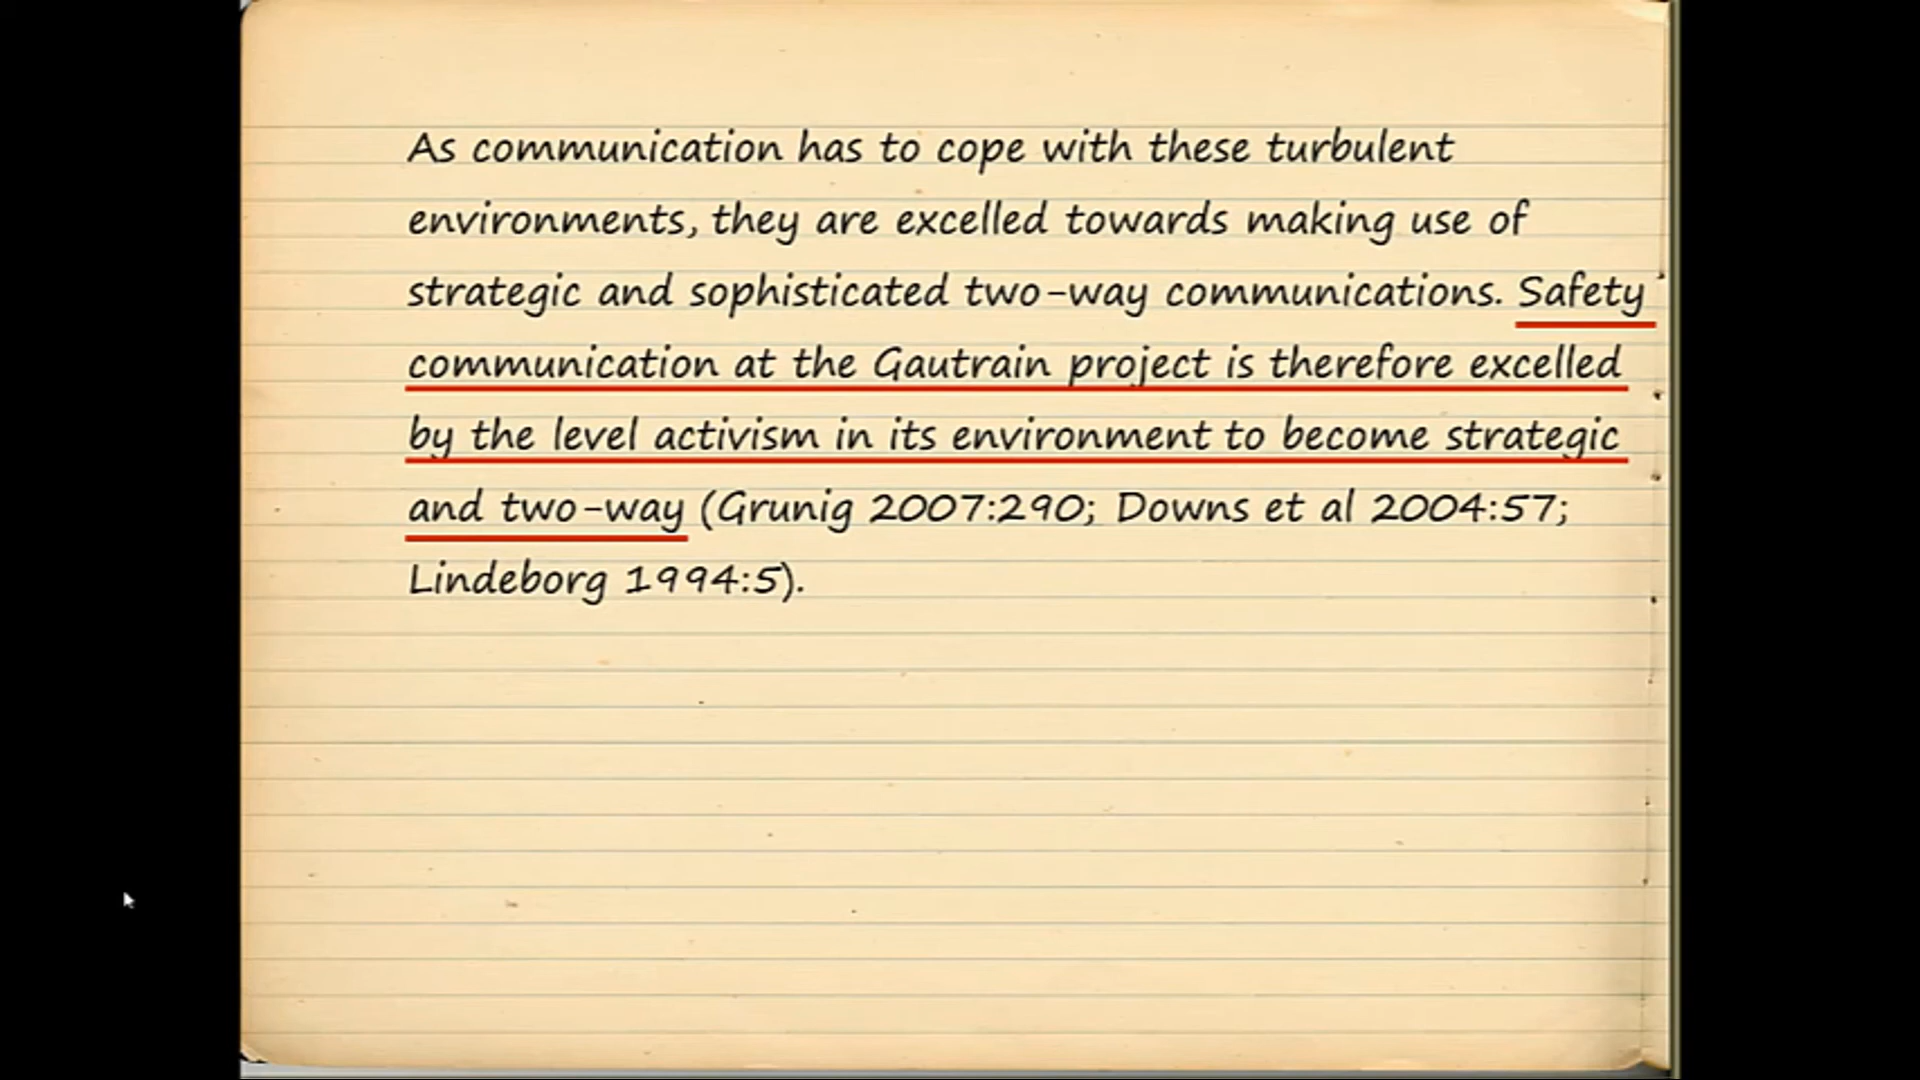 As communication has to cope with these turbulent
environments, they are excelled towards making use of
strategic and sophisticated two-way communications. Safety
communication at the Gautrain project is therefore excelled
by the level activism in its environment to become strategic
and two-way (Grunig 2007:290; Downs et al 2004:57;
Lindeborg 1994:5).